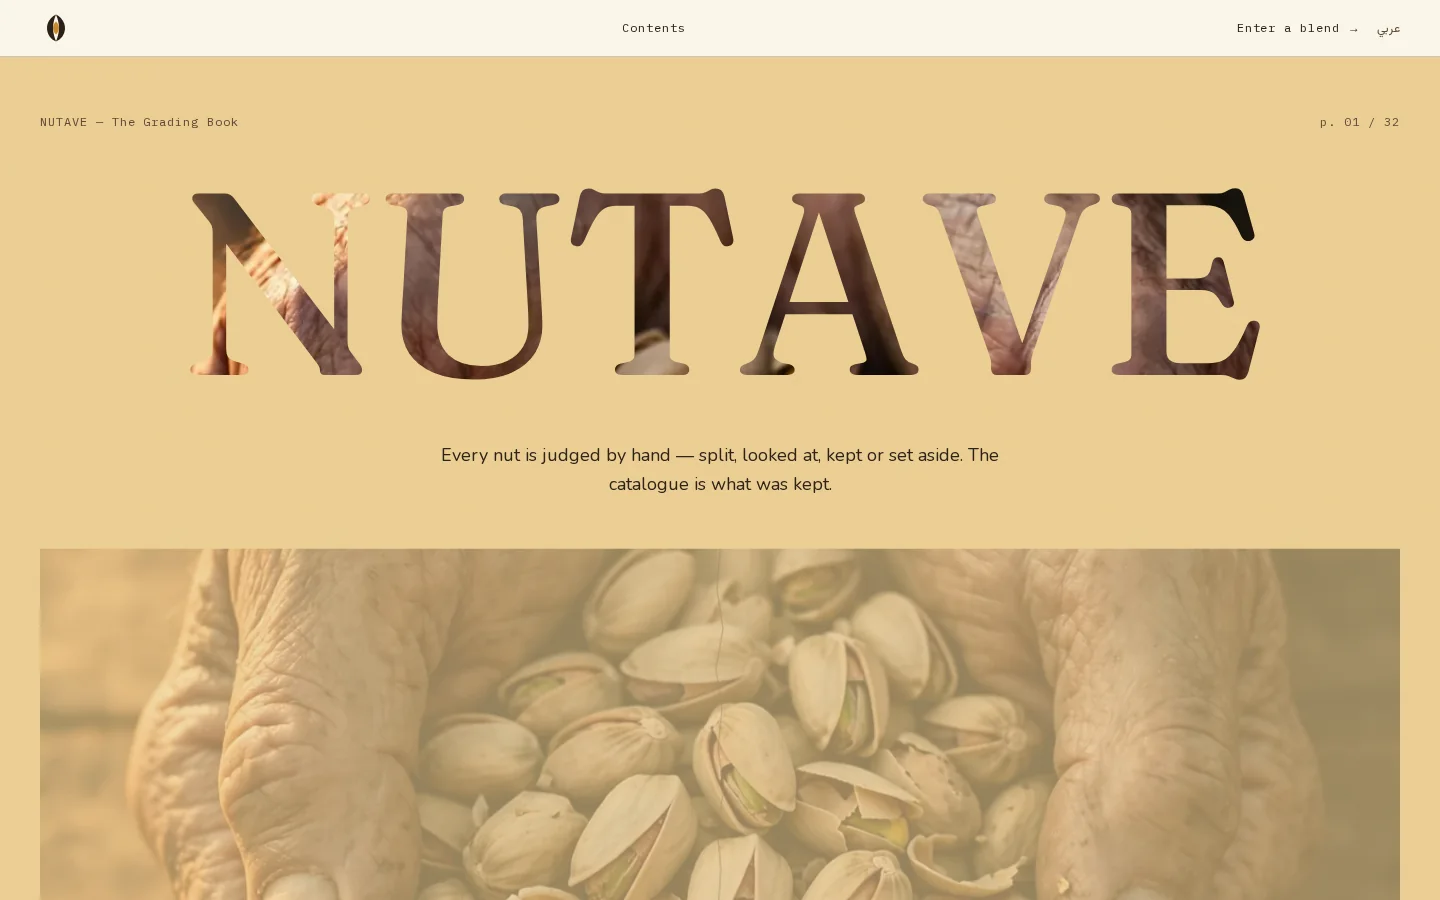 Contents
Enter a blend →
عربي
NUTAVE — The Grading Book
p. 01 / 32
NUTAVE
Every nut is judged by hand — split, looked at, kept or set aside. The
catalogue is what was kept.